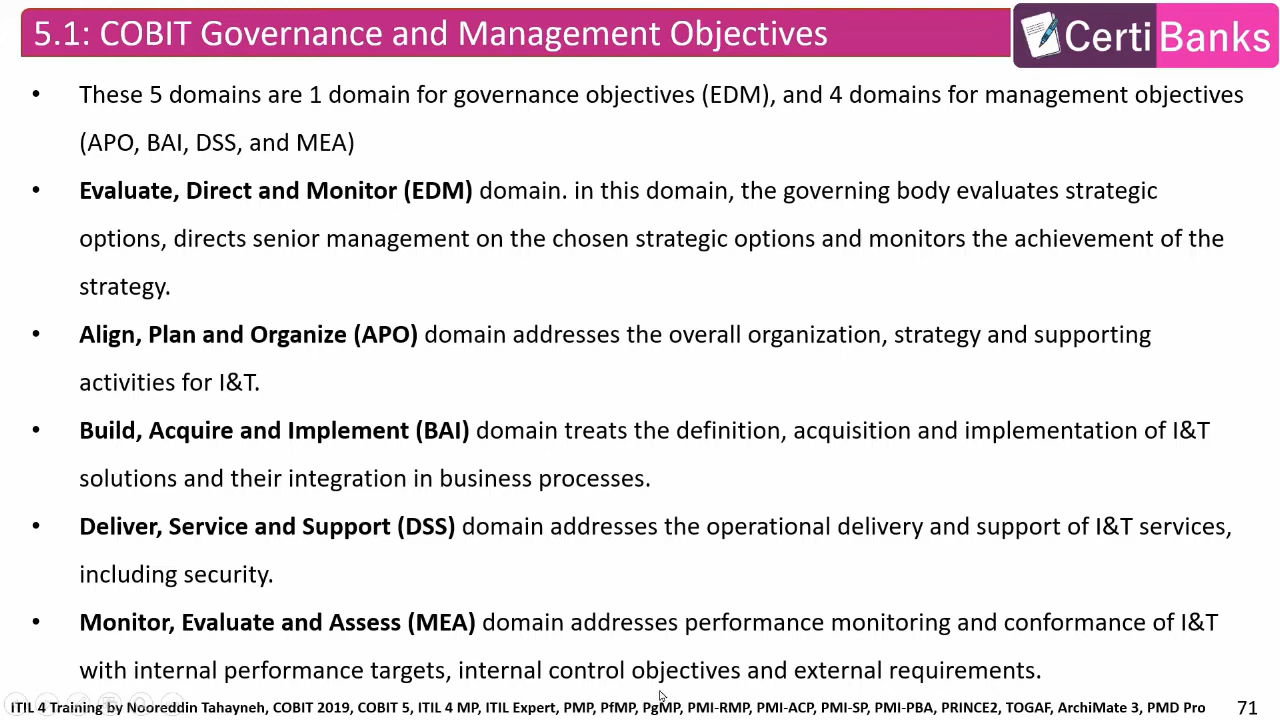 5.1: COBIT Governance and Management Objectives
CertiBanks
• These 5 domains are 1 domain for governance objectives (EDM), and 4 domains for management objectives
(APO, BAI, DSS, and MEA)
• Evaluate, Direct and Monitor (EDM) domain. in this domain, the governing body evaluates strategic
options, directs senior management on the chosen strategic options and monitors the achievement of the
strategy.
• Align, Plan and Organize (APO) domain addresses the overall organization, strategy and supporting
activities for I&T.
• Build, Acquire and Implement (BAI) domain treats the definition, acquisition and implementation of I&T
solutions and their integration in business processes.
• Deliver, Service and Support (DSS) domain addresses the operational delivery and support of I&T services,
including security.
• Monitor, Evaluate and Assess (MEA) domain addresses performance monitoring and conformance of I&T
with internal performance targets, internal control objectives and external requirements.
ITIL 4 Training by Nooreddin Tahayneh, COBIT 2019, COBIT 5, ITIL 4 MP, ITIL Expert, PMP, PfMP, PgMP, PMI-RMP, PMI-ACP, PMI-SP, PMI-PBA, PRINCE2, TOGAF, ArchiMate 3, PMD Pro 71